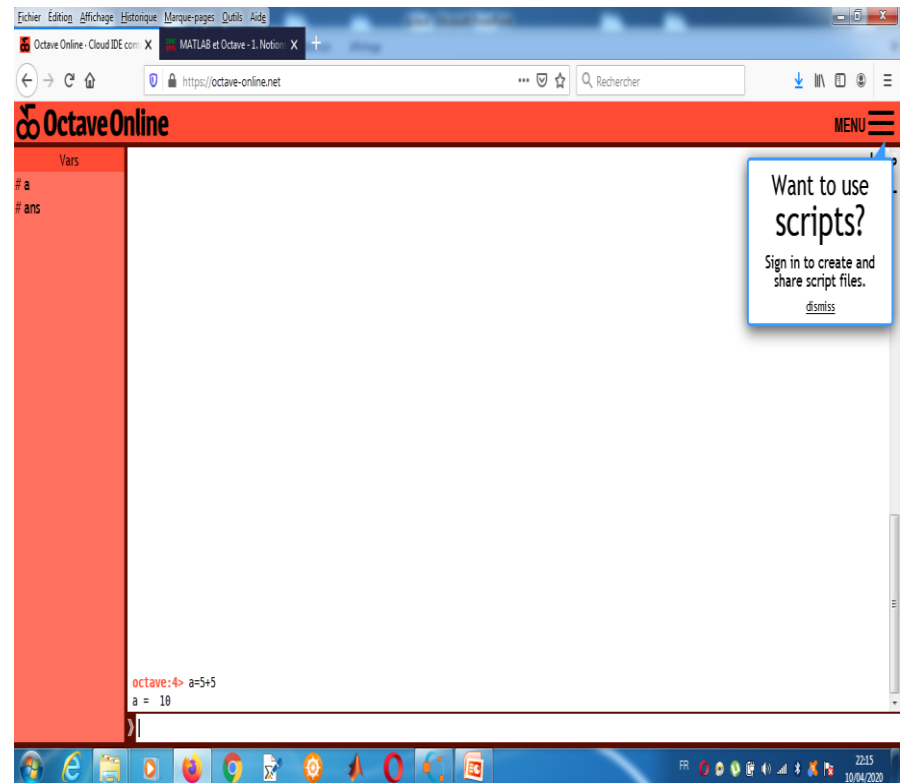 Fichier Édition Affichage Historique Marque-pages Outils Aide
Octave Online · Cloud IDE com X MATLAB et Octave - 1. Notion: X +
https://octave-online.net Rechercher
Octave Online MENU
Vars
# a
# ans
Want to use
scripts?
Sign in to create and
share script files.
dismiss
octave:4> a=5+5
a = 10
FR 22:15
10/04/2020